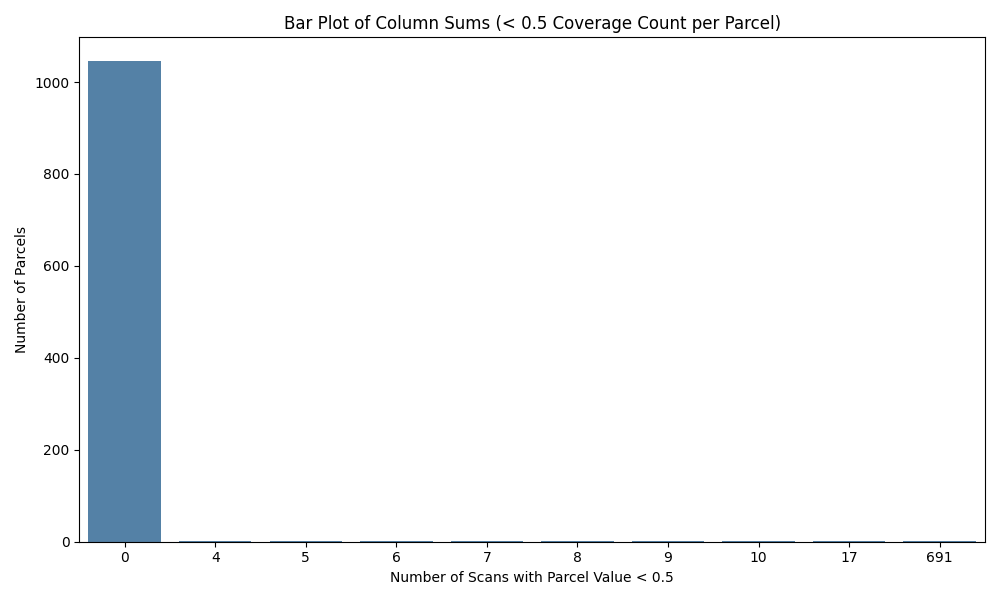 Bar Plot of Column Sums (< 0.5 Coverage Count per Parcel)
Number of Parcels
1000
800
600
400
200
0
0 4 5 6 7 8 9 10 17 691
Number of Scans with Parcel Value < 0.5